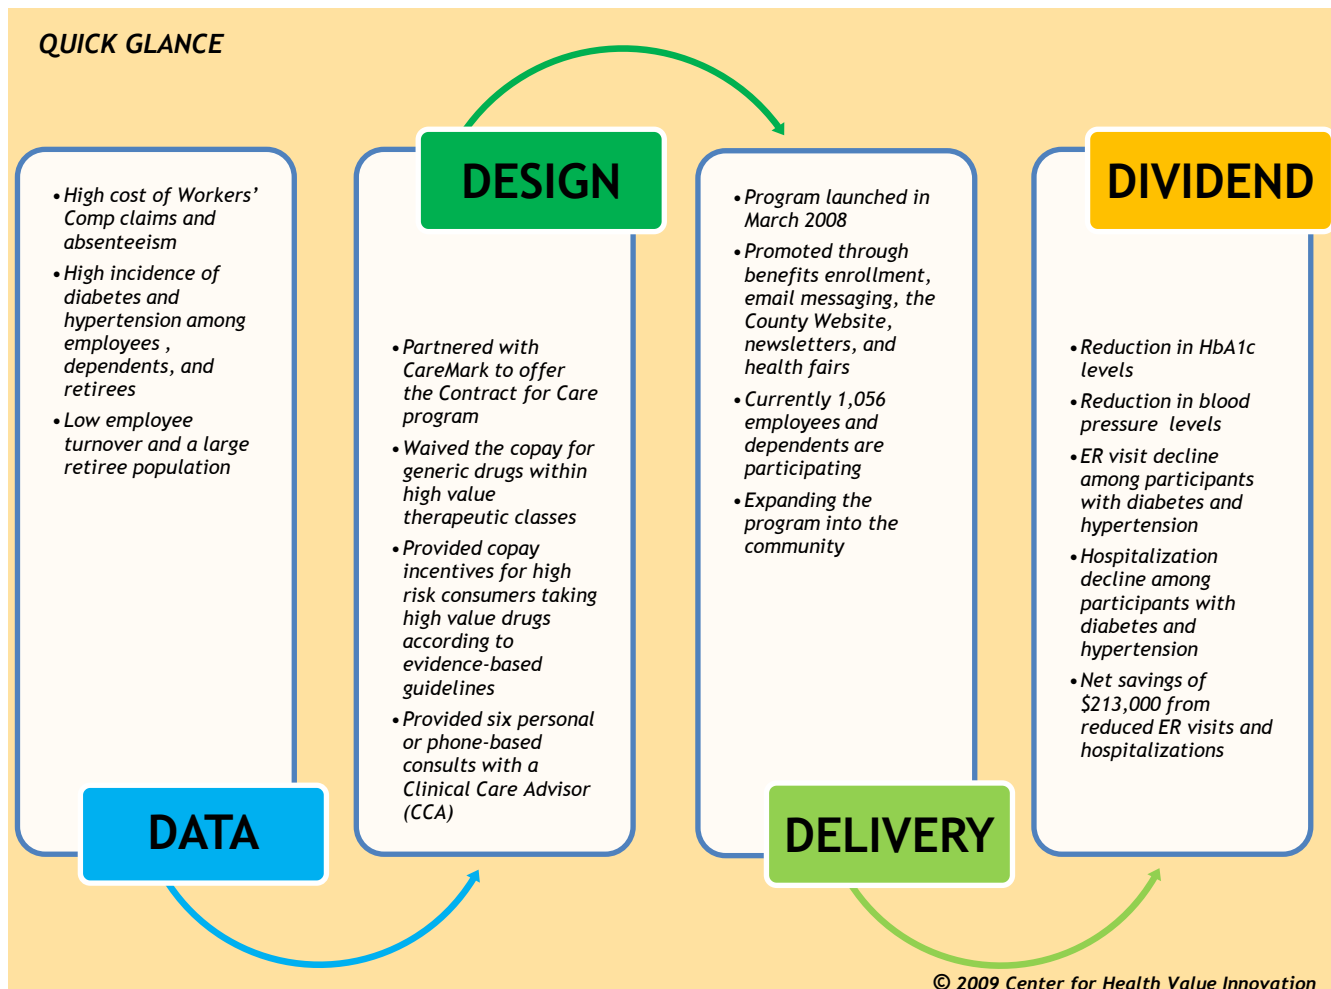 QUICK GLANCE
•High cost of Workers’
Comp claims and
absenteeism
•High incidence of
diabetes and
hypertension among
employees ,
dependents, and
retirees
•Low employee
turnover and a large
retiree population
DATA
DESIGN
•Partnered with
CareMark to offer
the Contract for Care
program
•Waived the copay for
generic drugs within
high value
therapeutic classes
•Provided copay
incentives for high
risk consumers taking
high value drugs
according to
evidence-based
guidelines
•Provided six personal
or phone-based
consults with a
Clinical Care Advisor
(CCA)
•Program launched in
March 2008
•Promoted through
benefits enrollment,
email messaging, the
County Website,
newsletters, and
health fairs
•Currently 1,056
employees and
dependents are
participating
•Expanding the
program into the
community
DELIVERY
DIVIDEND
•Reduction in HbA1c
levels
•Reduction in blood
pressure levels
•ER visit decline
among participants
with diabetes and
hypertension
•Hospitalization
decline among
participants with
diabetes and
hypertension
•Net savings of
$213,000 from
reduced ER visits and
hospitalizations
© 2009 Center for Health Value Innovation